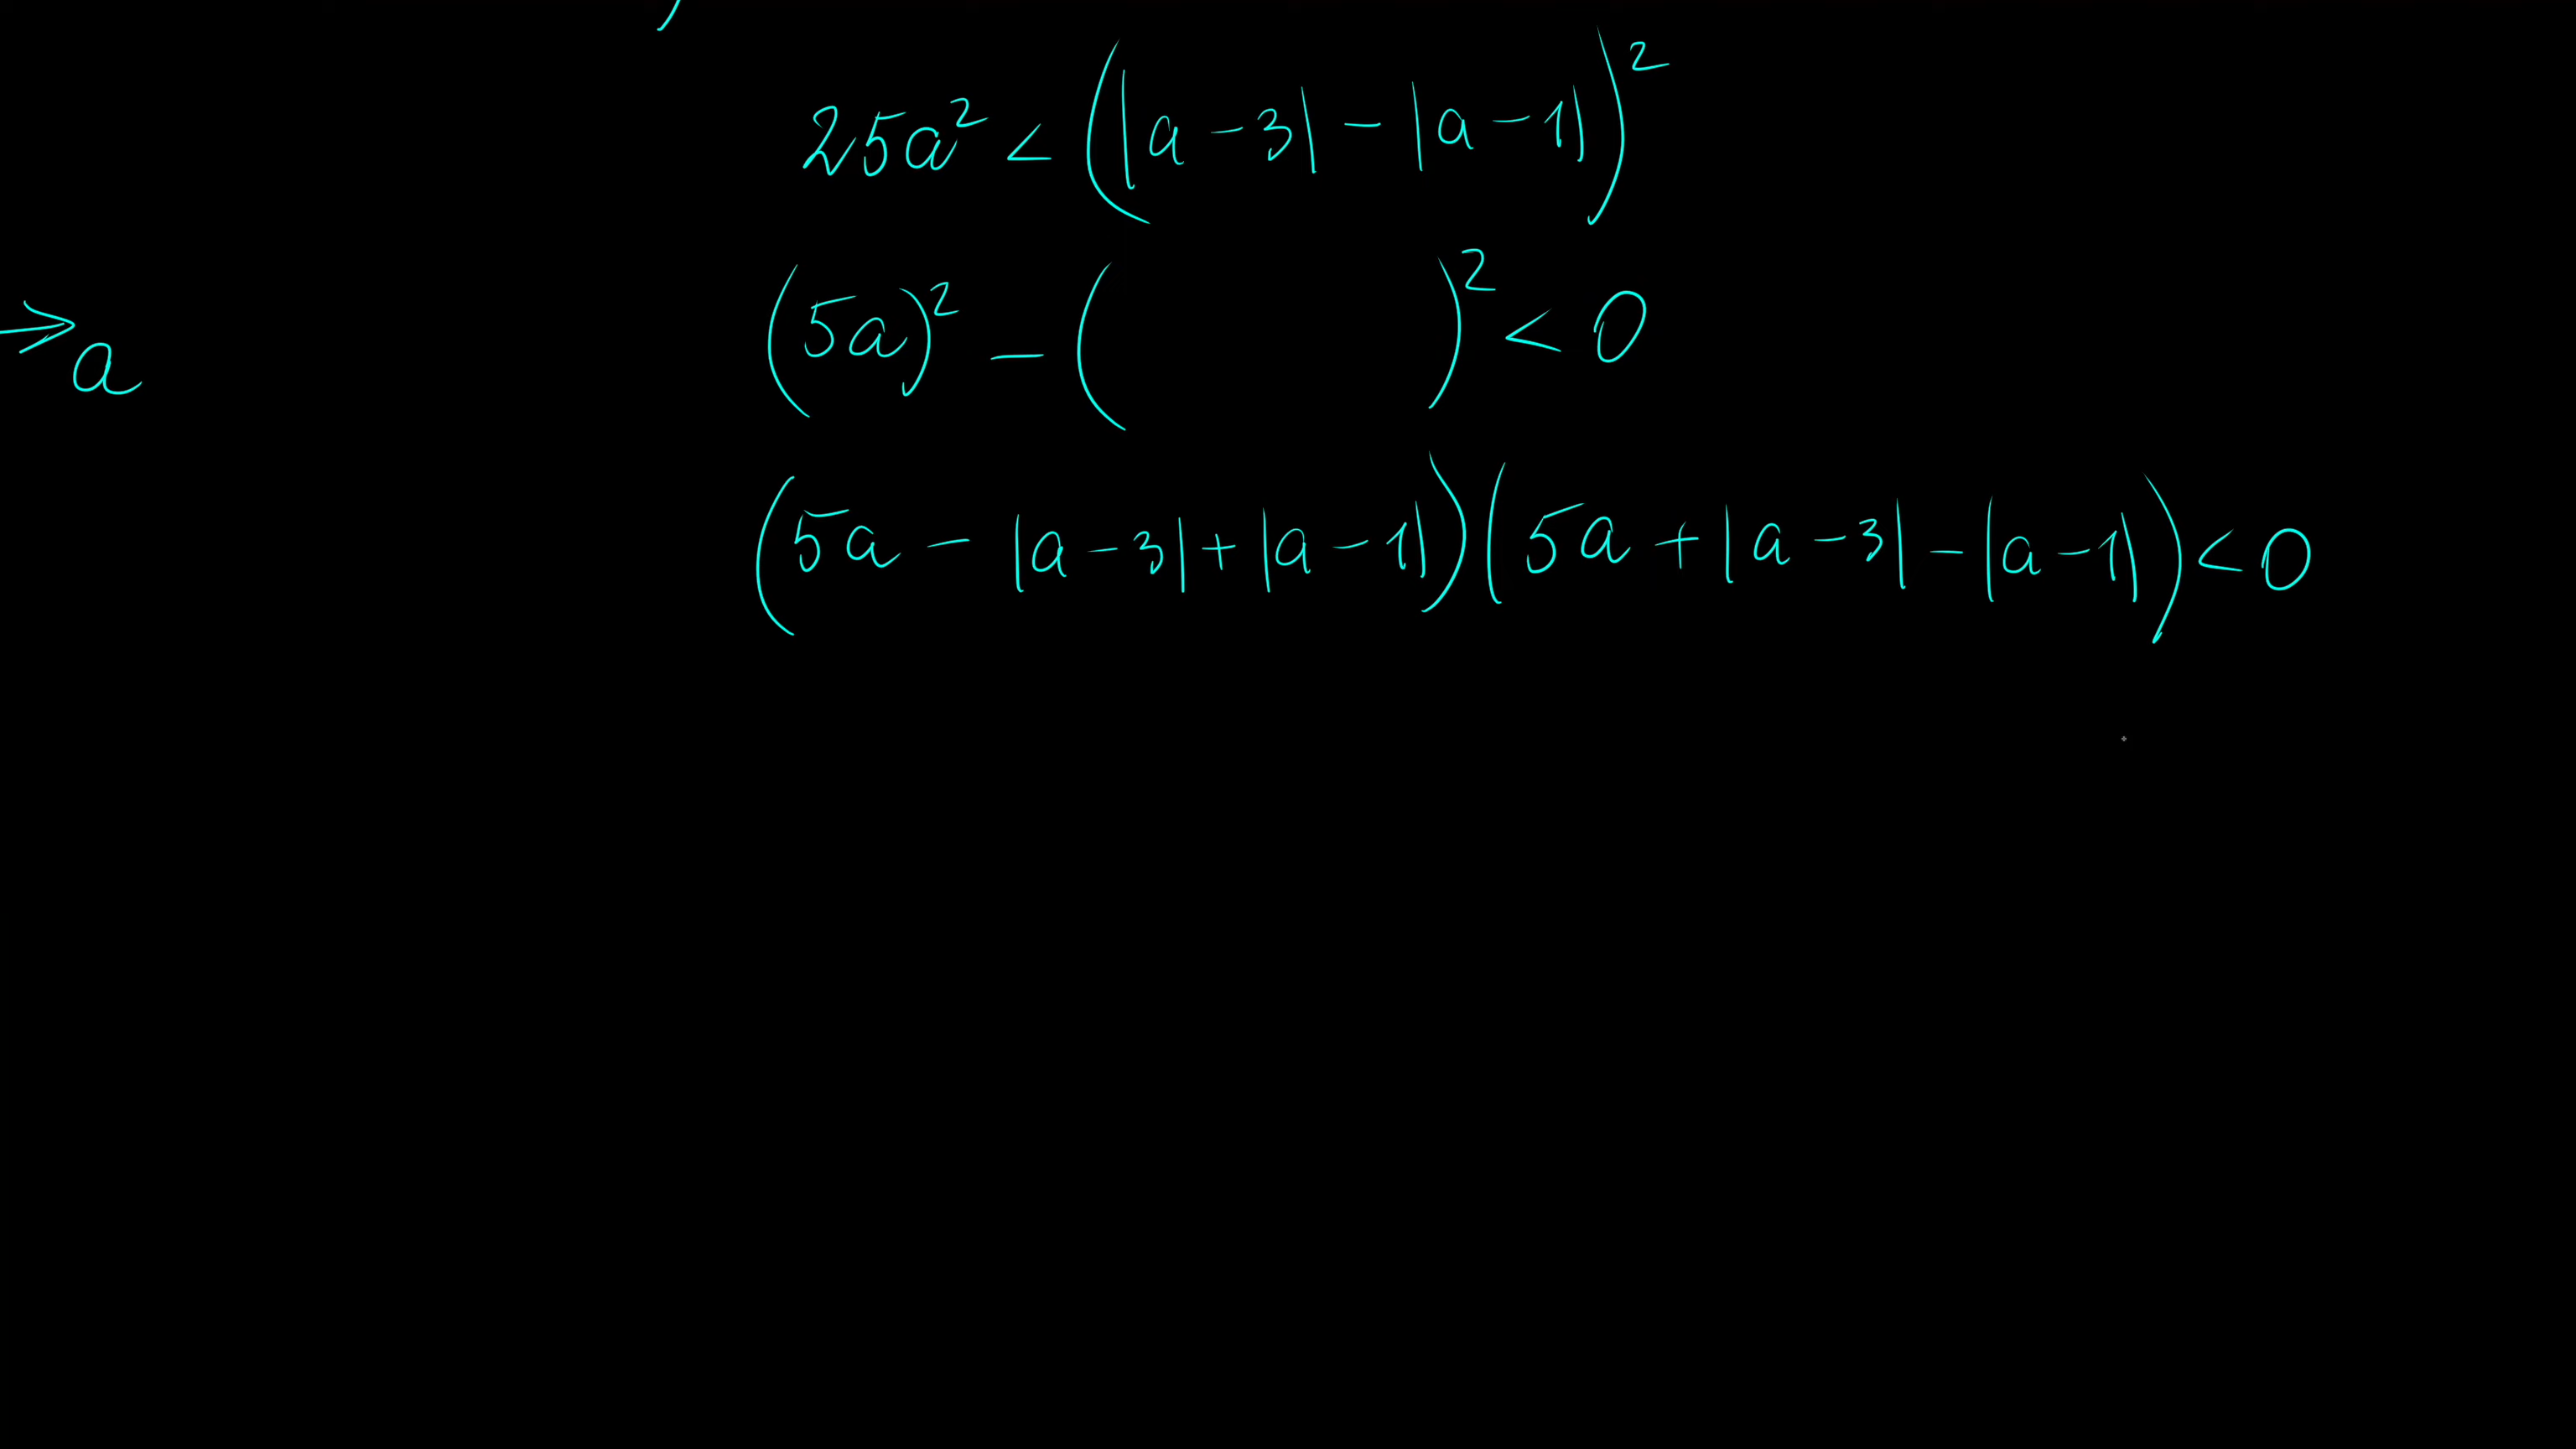 25a² < (|a − 3| − |a − 1|)²
(5a)² − ( )² < 0
a
(5a − |a − 3| + |a − 1|)(5a + |a − 3| − |a − 1|) < 0